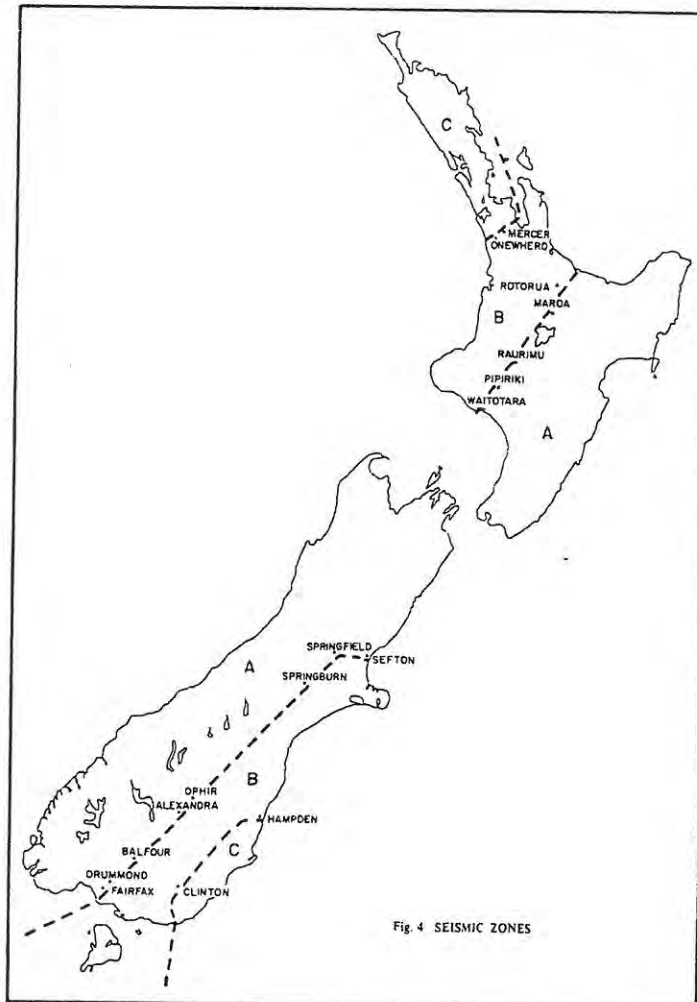 C
MERCER
ONEWHERO
ROTORUA
MAROA
B
RAURIMU
PIPIRIKI
WAITOTARA
A
SPRINGFIELD
SEFTON
A
SPRINGBURN
B
OPHIR
ALEXANDRA
HAMPDEN
C
BALFOUR
DRUMMOND
FAIRFAX
CLINTON
Fig. 4 SEISMIC ZONES